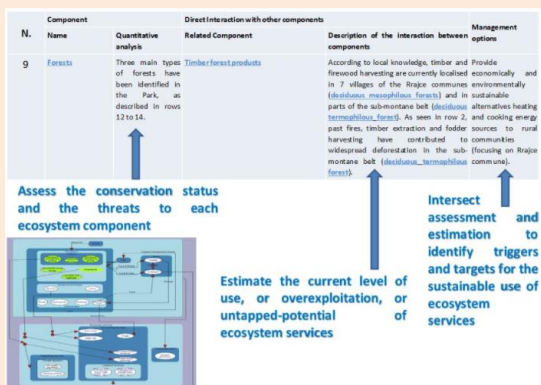 Component
Direct Interaction with other components
Management options
N.
Name
Quantitative analysis
Related Component
Description of the interaction between components
9
Forests
Three main types
of forests have
been identified in
the Park, as
described in rows
12 to 14.
Timber forest products
According to local knowledge, timber and
firewood harvesting are currently localised
in 7 villages of the Rrajce communes
(deciduous mesophilous forests) and in
parts of the sub-montane belt (deciduous
termophilous_forest). As seen in row 2,
past fires, timber extraction and fodder
harvesting have contributed to
widespread deforestation in the sub-
montane belt (deciduous_termophilous
forest).
Provide
economically and
environmentally
sustainable
alternatives heating
and cooking energy
sources to rural
communities
(focusing on Rrajce
commune).
Assess the conservation status
and the threats to each
ecosystem component
Estimate the current level of
use, or overexploitation, or
untapped-potential of
ecosystem services
Intersect
assessment and
estimation to
identify triggers
and targets for the
sustainable use of
ecosystem
services